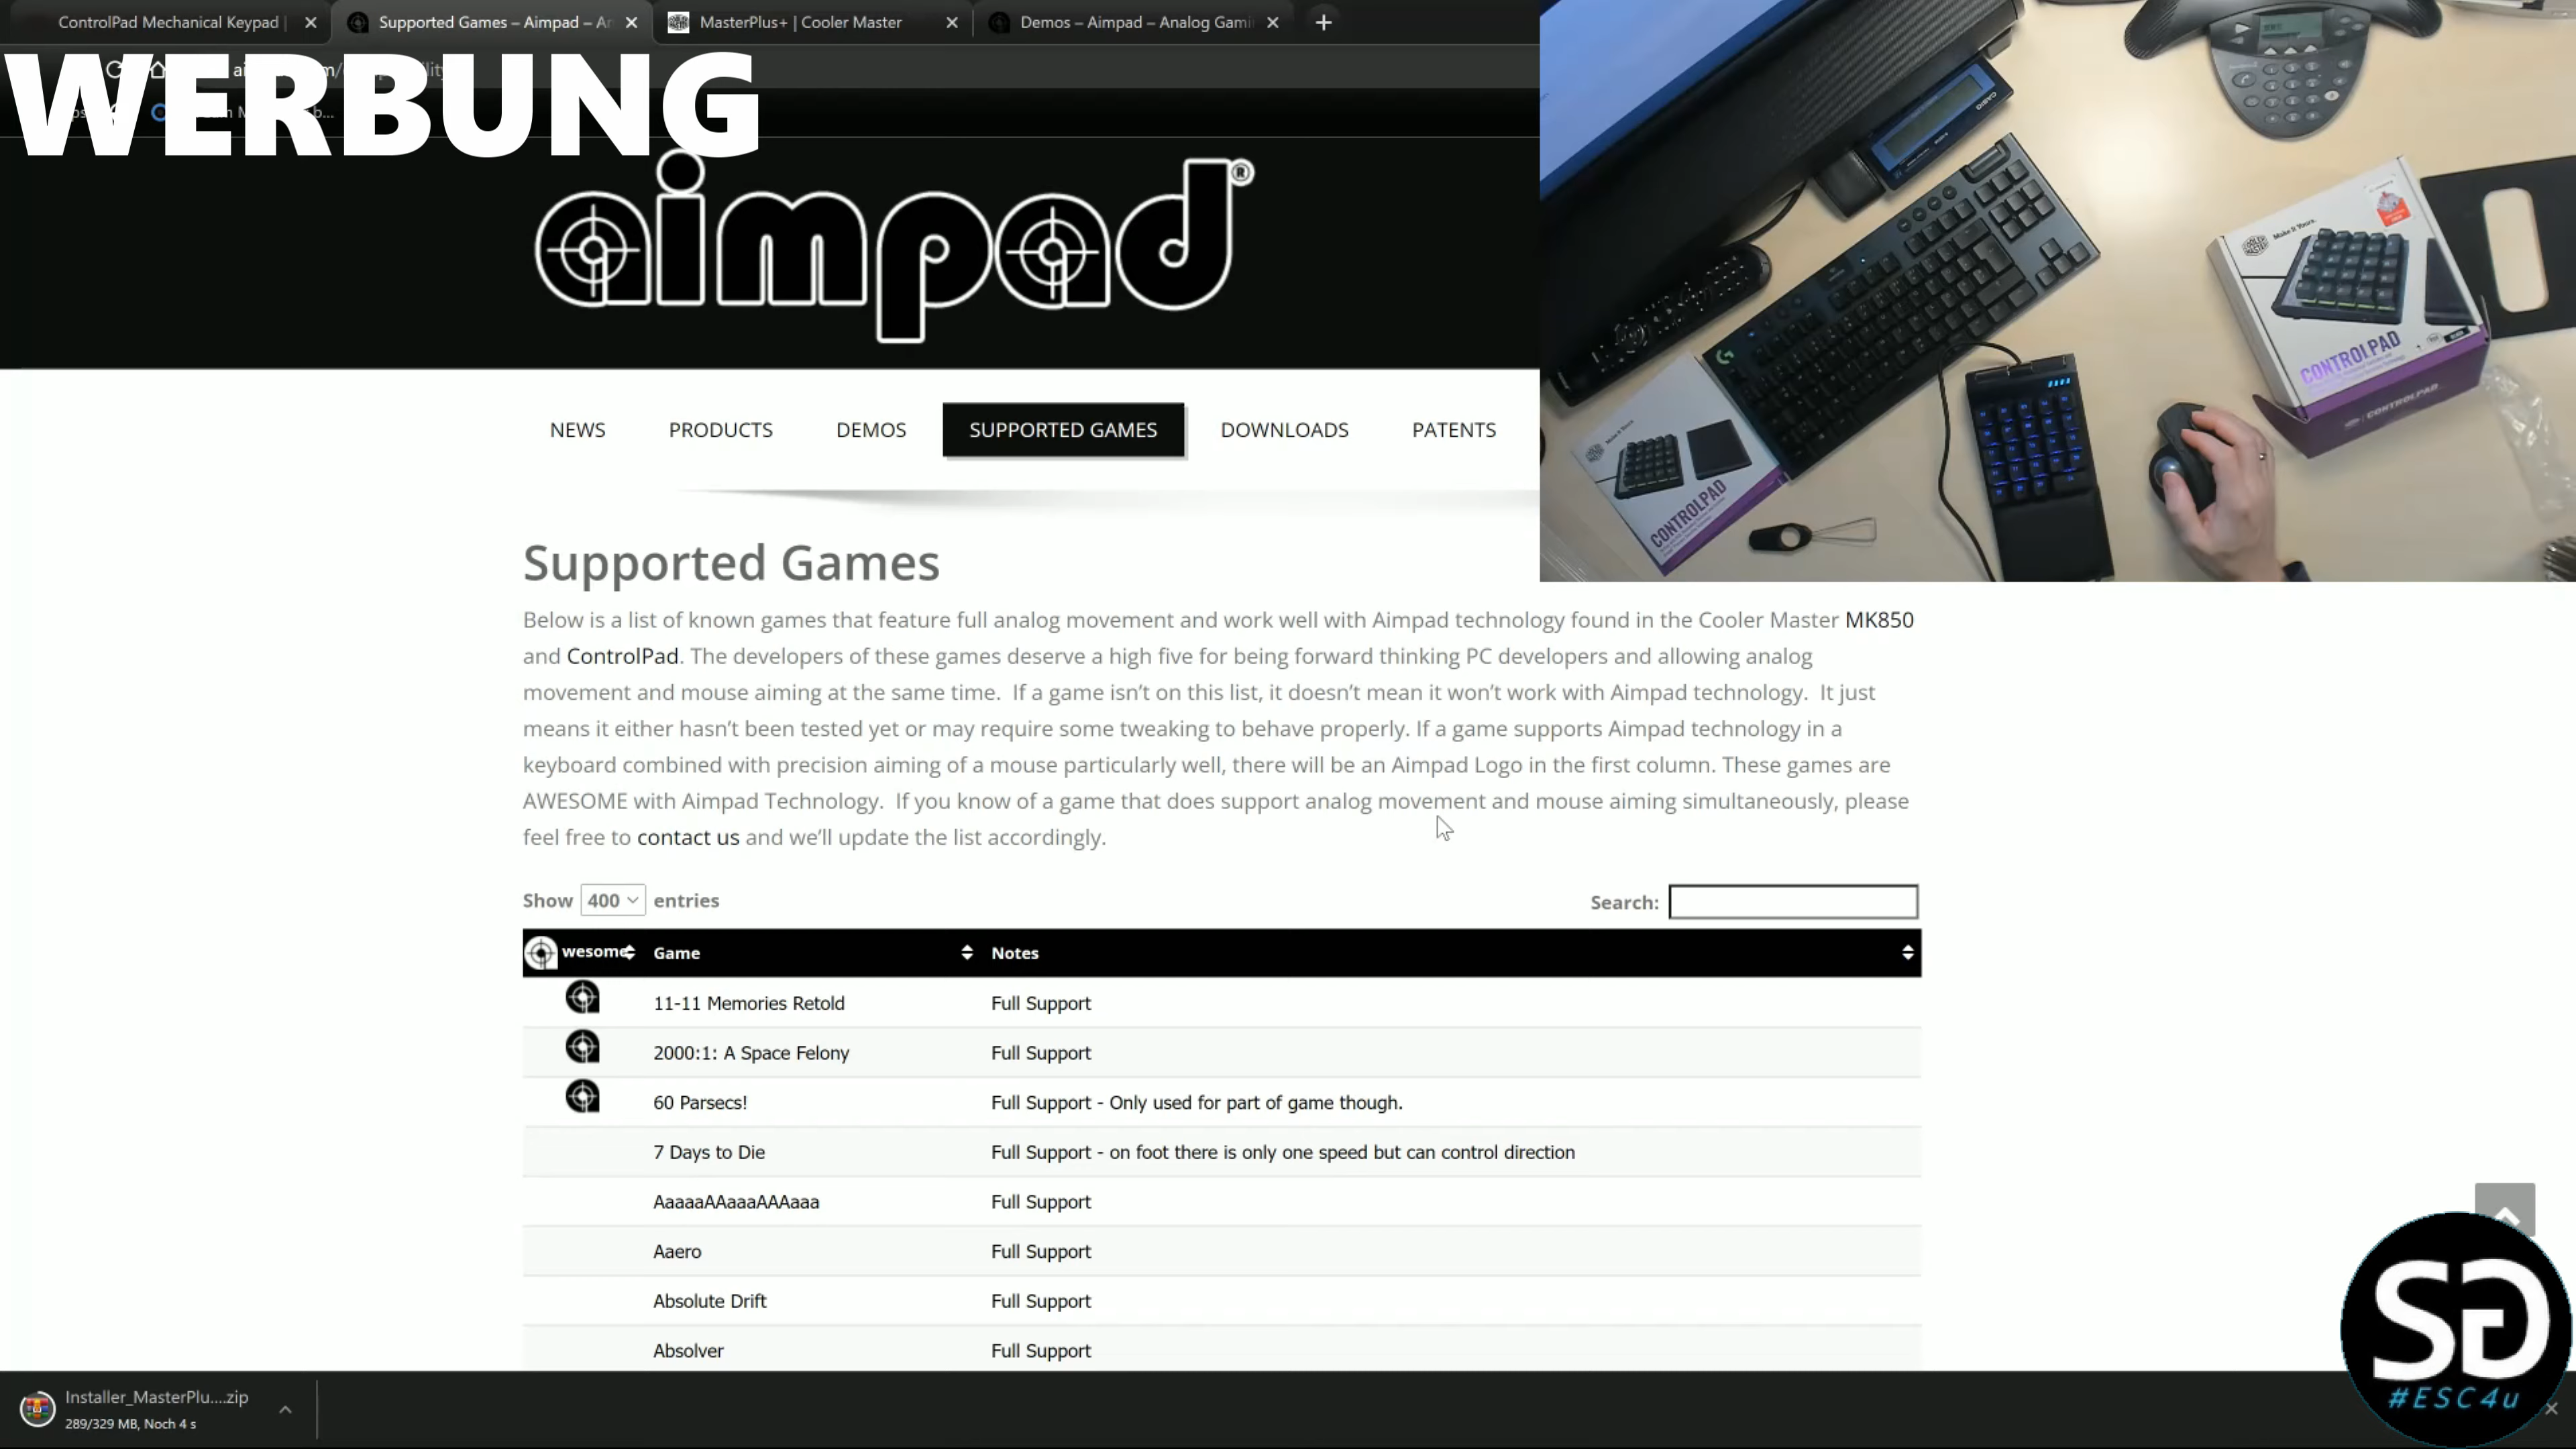 ControlPad Mechanical Keypad |
Supported Games – Aimpad – An
MasterPlus+ | Cooler Master
Demos – Aimpad – Analog Gami
WERBUNG
aimpad®
NEWS
PRODUCTS
DEMOS
SUPPORTED GAMES
DOWNLOADS
PATENTS
CONTROLPAD
CONTROLPAD
CASIO
Make It Yours.
Supported Games
Below is a list of known games that feature full analog movement and work well with Aimpad technology found in the Cooler Master MK850
and ControlPad. The developers of these games deserve a high five for being forward thinking PC developers and allowing analog
movement and mouse aiming at the same time. If a game isn't on this list, it doesn't mean it won't work with Aimpad technology. It just
means it either hasn't been tested yet or may require some tweaking to behave properly. If a game supports Aimpad technology in a
keyboard combined with precision aiming of a mouse particularly well, there will be an Aimpad Logo in the first column. These games are
AWESOME with Aimpad Technology. If you know of a game that does support analog movement and mouse aiming simultaneously, please
feel free to contact us and we'll update the list accordingly.
Show 400 entries
Search:
wesome Game Notes
11-11 Memories Retold Full Support
2000:1: A Space Felony Full Support
60 Parsecs! Full Support - Only used for part of game though.
7 Days to Die Full Support - on foot there is only one speed but can control direction
AaaaaAAaaaAAAaaa Full Support
Aaero Full Support
Absolute Drift Full Support
Absolver Full Support
Installer_MasterPlu....zip
289/329 MB, Noch 4 s
SG
#ESC4u